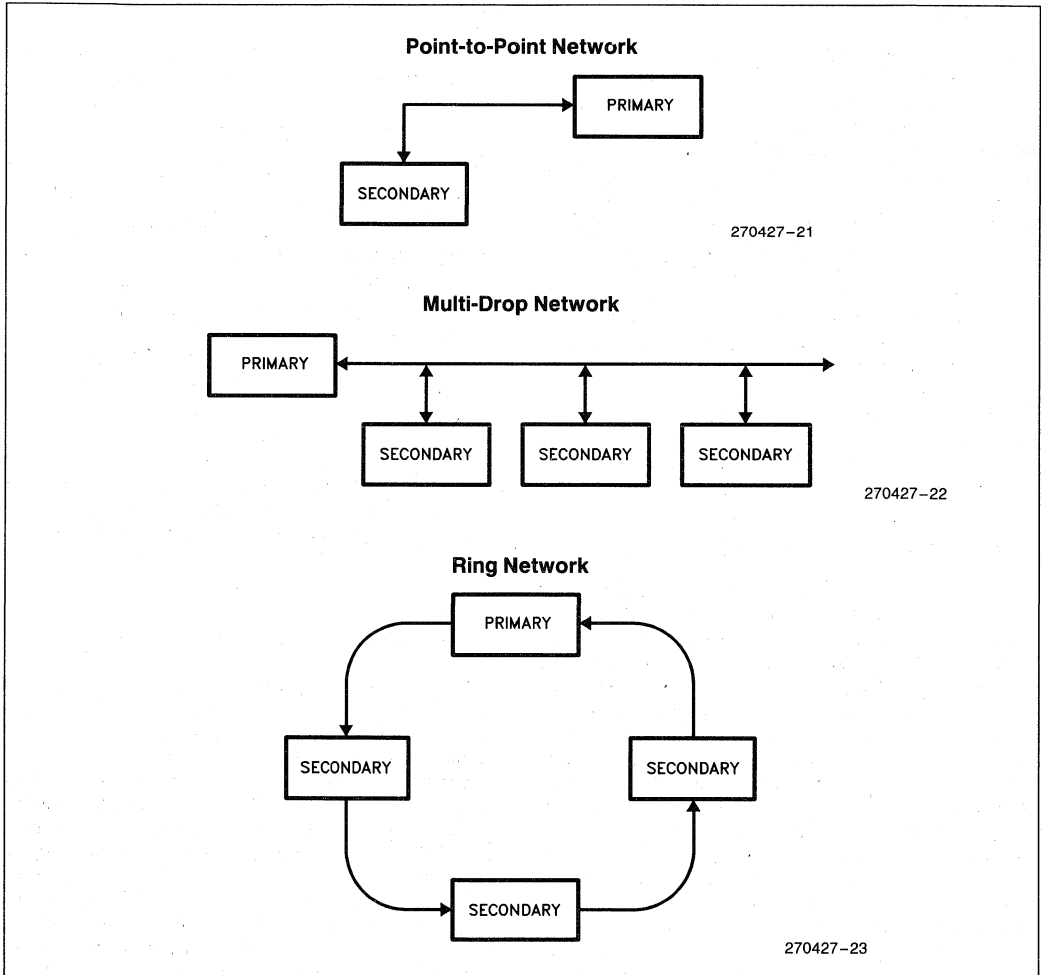 Point-to-Point Network
PRIMARY
SECONDARY
270427–21
Multi-Drop Network
PRIMARY
SECONDARY
SECONDARY
SECONDARY
270427–22
Ring Network
PRIMARY
SECONDARY
SECONDARY
SECONDARY
270427–23